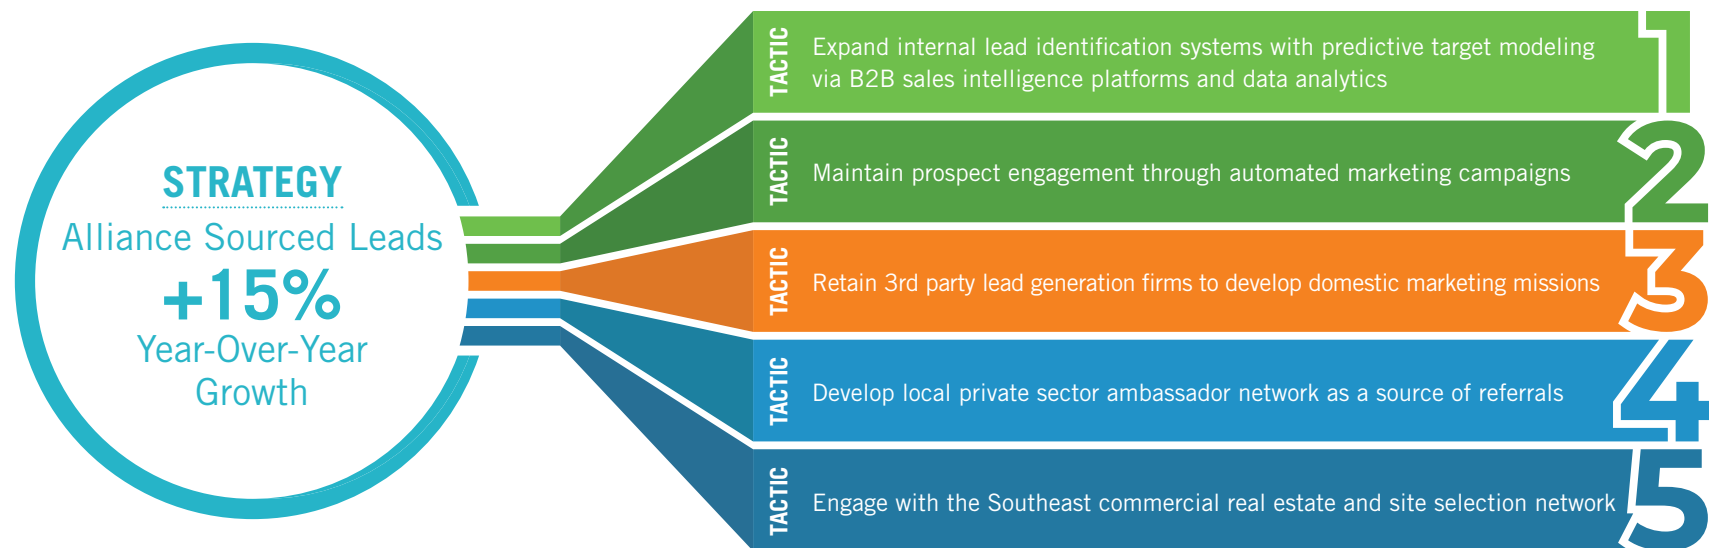 STRATEGY
Alliance Sourced Leads
+15%
Year-Over-Year
Growth
TACTIC
Expand internal lead identification systems with predictive target modeling
via B2B sales intelligence platforms and data analytics
1
TACTIC
Maintain prospect engagement through automated marketing campaigns
2
TACTIC
Retain 3rd party lead generation firms to develop domestic marketing missions
3
TACTIC
Develop local private sector ambassador network as a source of referrals
4
TACTIC
Engage with the Southeast commercial real estate and site selection network
5